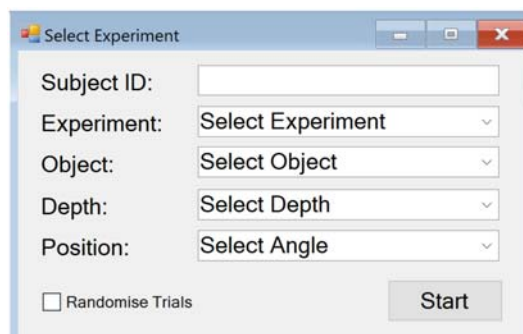 Select Experiment
Subject ID:
Experiment: Select Experiment
Object: Select Object
Depth: Select Depth
Position: Select Angle
Randomise Trials Start